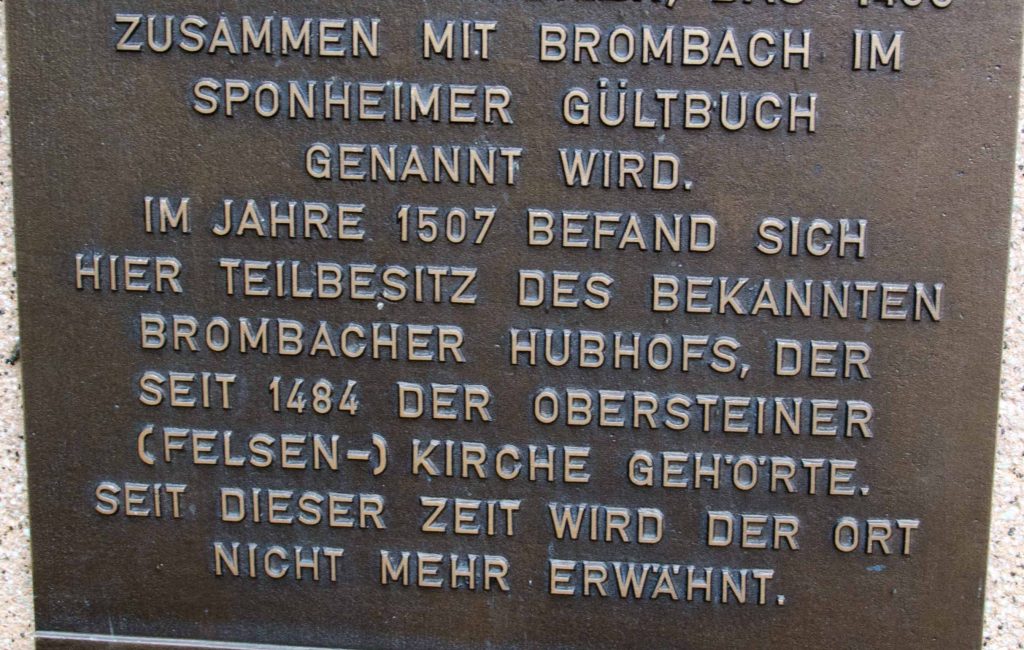 ZUSAMMEN MIT BROMBACH IM
SPONHEIMER GÜLTBUCH
GENANNT WIRD.
IM JAHRE 1507 BEFAND SICH
HIER TEILBESITZ DES BEKANNTEN
BROMBACHER HUBHOFS, DER
SEIT 1484 DER OBERSTEINER
(FELSEN-) KIRCHE GEHÖRTE.
SEIT DIESER ZEIT WIRD DER ORT
NICHT MEHR ERWÄHNT.